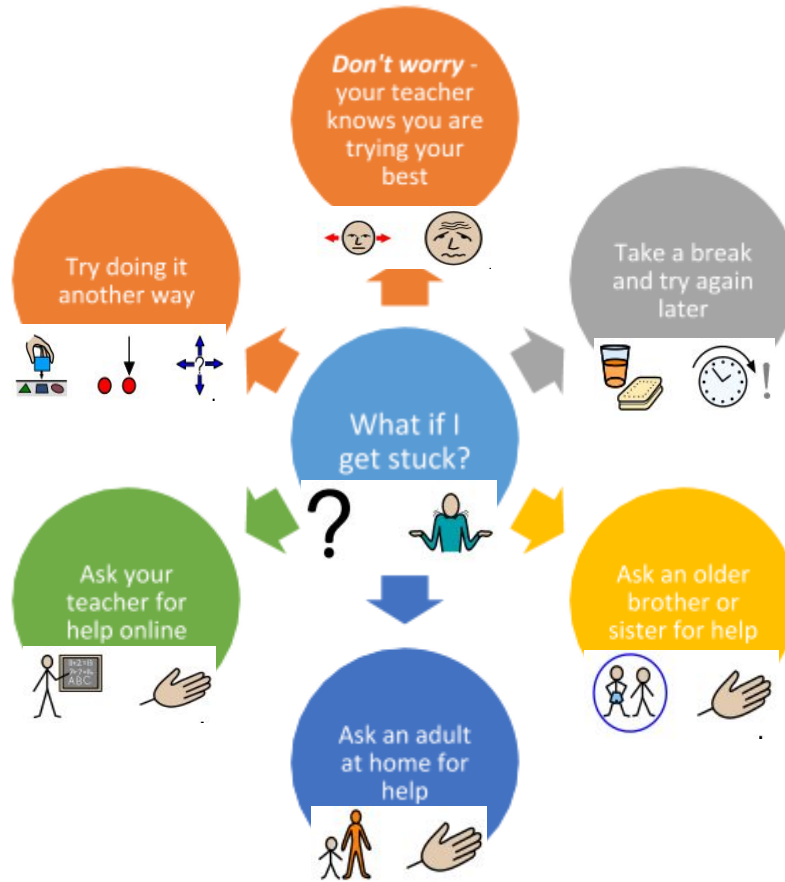 Don't worry -
your teacher
knows you are
trying your
best
Take a break
and try again
later
Ask an older
brother or
sister for help
Ask an adult
at home for
help
Ask your
teacher for
help online
Try doing it
another way
What if I
get stuck?
?
?
!
ABC